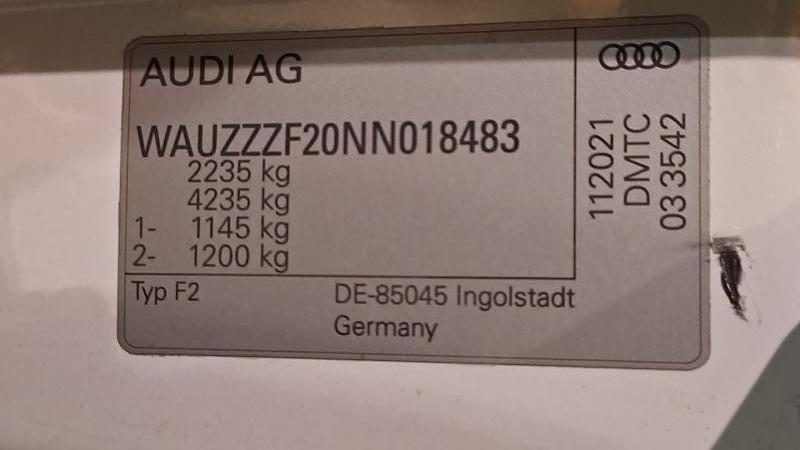 AUDI AG
WAUZZZF20NN018483
2235 kg
4235 kg
1- 1145 kg
2- 1200 kg
Typ F2
DE-85045 Ingolstadt
Germany
112021
DMTC
03 3542